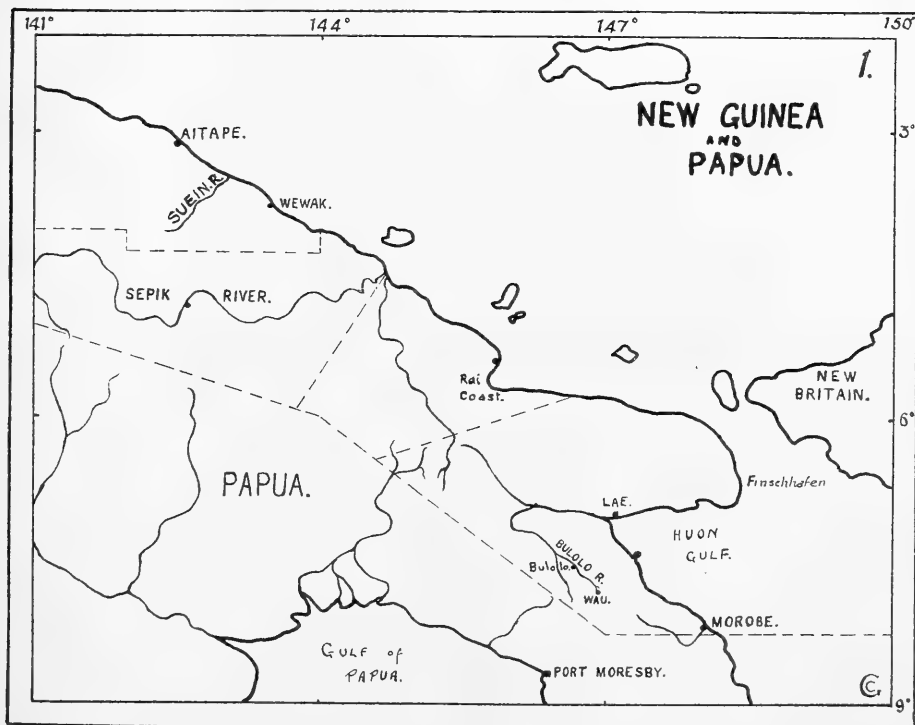 141° 144° 147° 150°
1.
NEW GUINEA
AND
PAPUA.
3°
AITAPE.
SUEIN.R.
WEWAK.
SEPIK RIVER.
Rai
Coast.
NEW
BRITAIN.
6°
PAPUA.
Finschhafen
LAE.
HUON
GULF.
BULOLO R.
Bulolo.
WAU.
MOROBE.
GULF OF
PAPUA.
PORT MORESBY.
9°